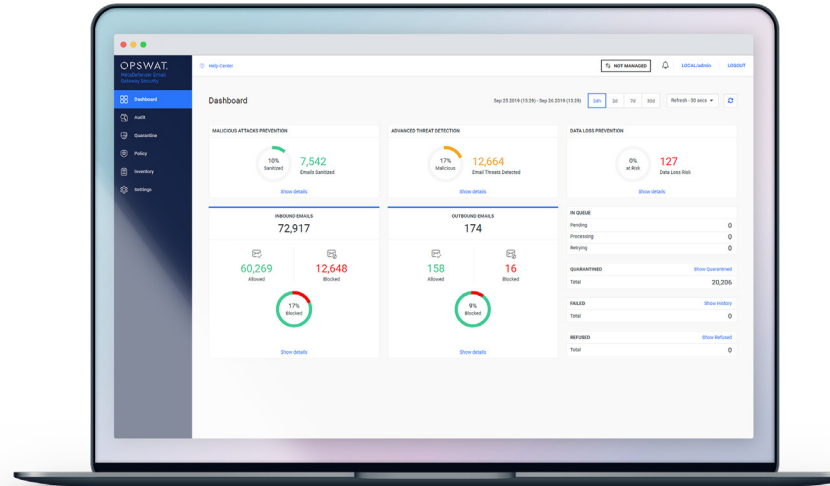 OPSWAT.
MetaDefender Email
Gateway Security
Dashboard
Audit
Quarantine
Policy
Inventory
Settings
Help Center
NOT MANAGED
LOCAL/admin
LOGOUT
Dashboard
Sep 25 2019 (13:39) - Sep 26 2019 (13:39)
24h
3d
7d
30d
Refresh - 30 secs
MALICIOUS ATTACKS PREVENTION
10%
Sanitized
7,542
Emails Sanitized
Show details
ADVANCED THREAT DETECTION
17%
Malicious
12,664
Email Threats Detected
Show details
DATA LOSS PREVENTION
0%
at Risk
127
Data Loss Risk
Show details
INBOUND EMAILS
72,917
60,269
Allowed
12,648
Blocked
17%
Blocked
Show details
OUTBOUND EMAILS
174
158
Allowed
16
Blocked
9%
Blocked
Show details
IN QUEUE
Pending 0
Processing 0
Retrying 0
QUARANTINED Show Quarantined
Total 20,206
FAILED Show History
Total 0
REFUSED Show Refused
Total 0